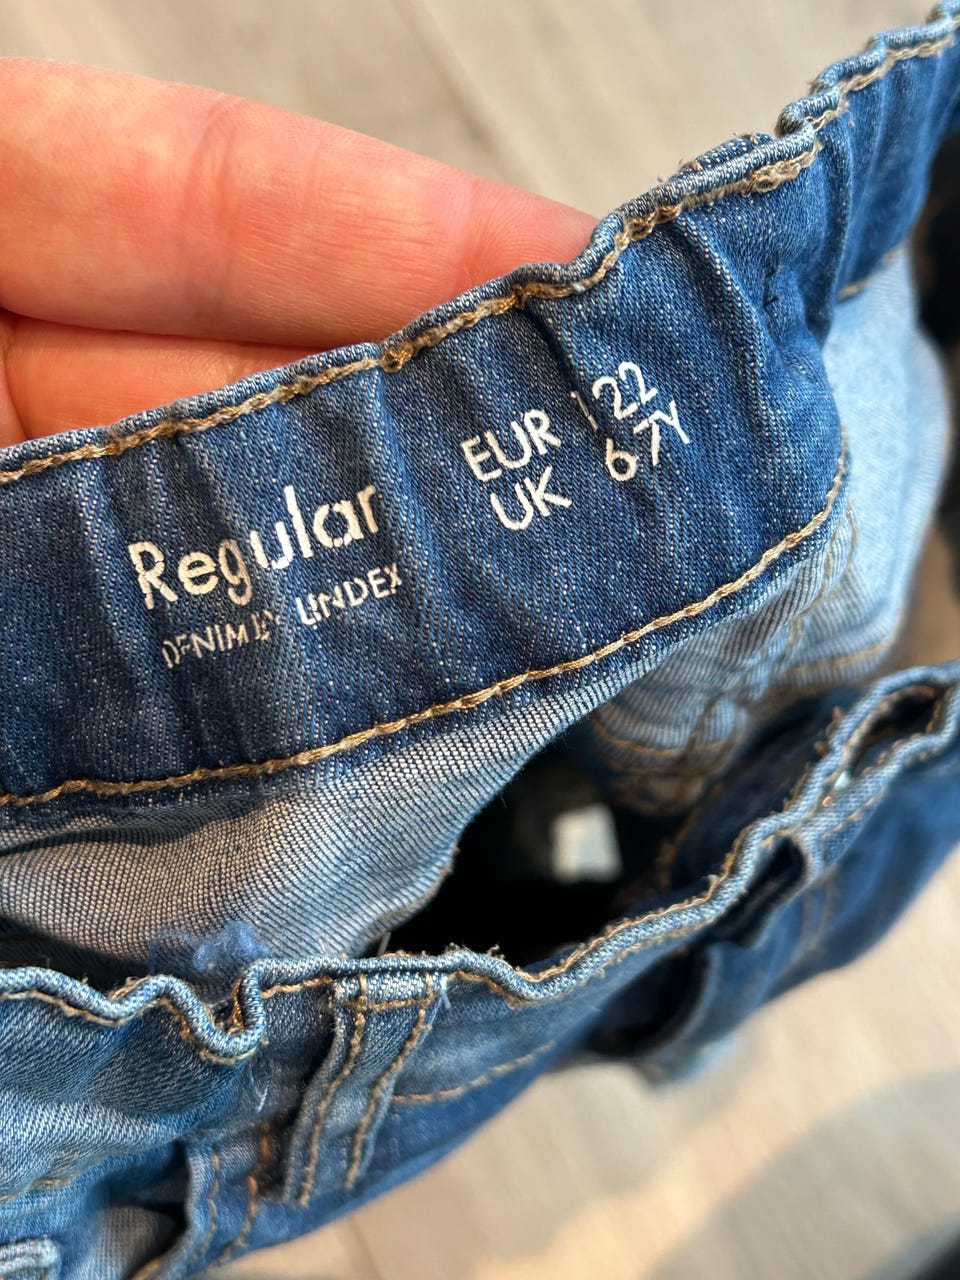 Regular
DENIM BY LINDEX
EUR 122
UK 6 7Y